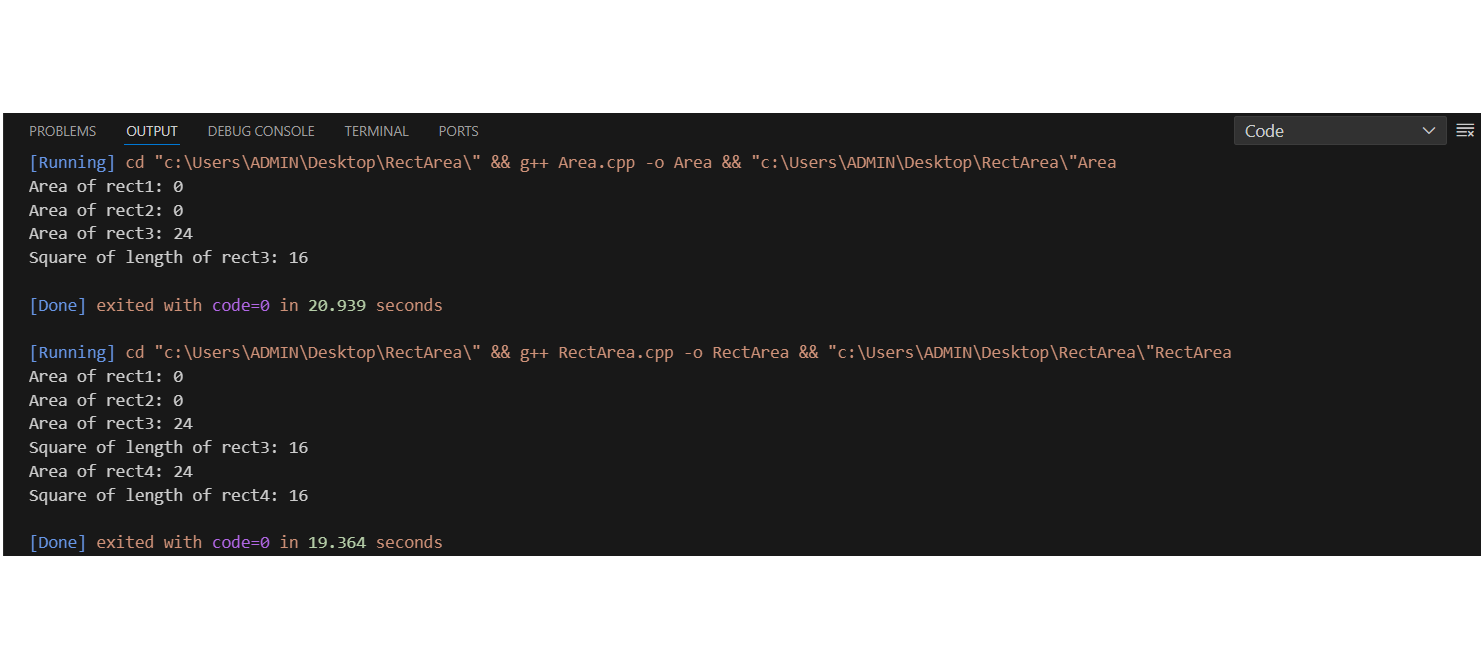 PROBLEMS OUTPUT DEBUG CONSOLE TERMINAL PORTS Code
[Running] cd "c:\Users\ADMIN\Desktop\RectArea\" && g++ Area.cpp -o Area && "c:\Users\ADMIN\Desktop\RectArea\"Area
Area of rect1: 0
Area of rect2: 0
Area of rect3: 24
Square of length of rect3: 16
[Done] exited with code=0 in 20.939 seconds
[Running] cd "c:\Users\ADMIN\Desktop\RectArea\" && g++ RectArea.cpp -o RectArea && "c:\Users\ADMIN\Desktop\RectArea\"RectArea
Area of rect1: 0
Area of rect2: 0
Area of rect3: 24
Square of length of rect3: 16
Area of rect4: 24
Square of length of rect4: 16
[Done] exited with code=0 in 19.364 seconds